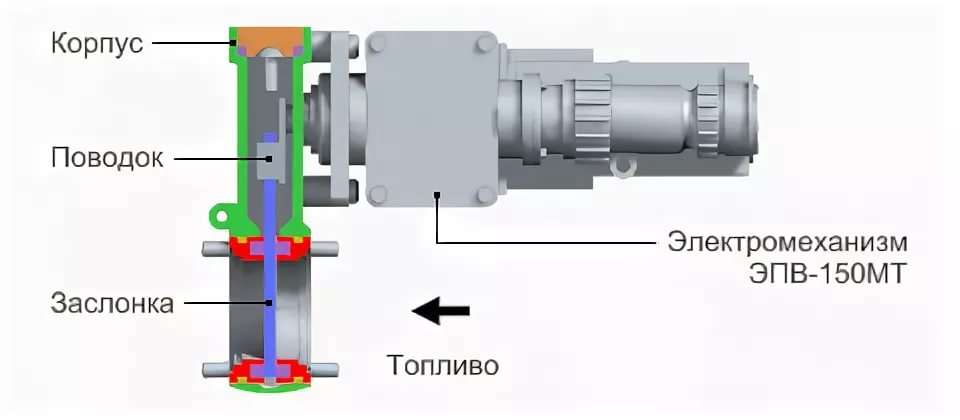 Корпус
Поводок
Электромеханизм
ЭПВ-150МТ
Заслонка
Топливо